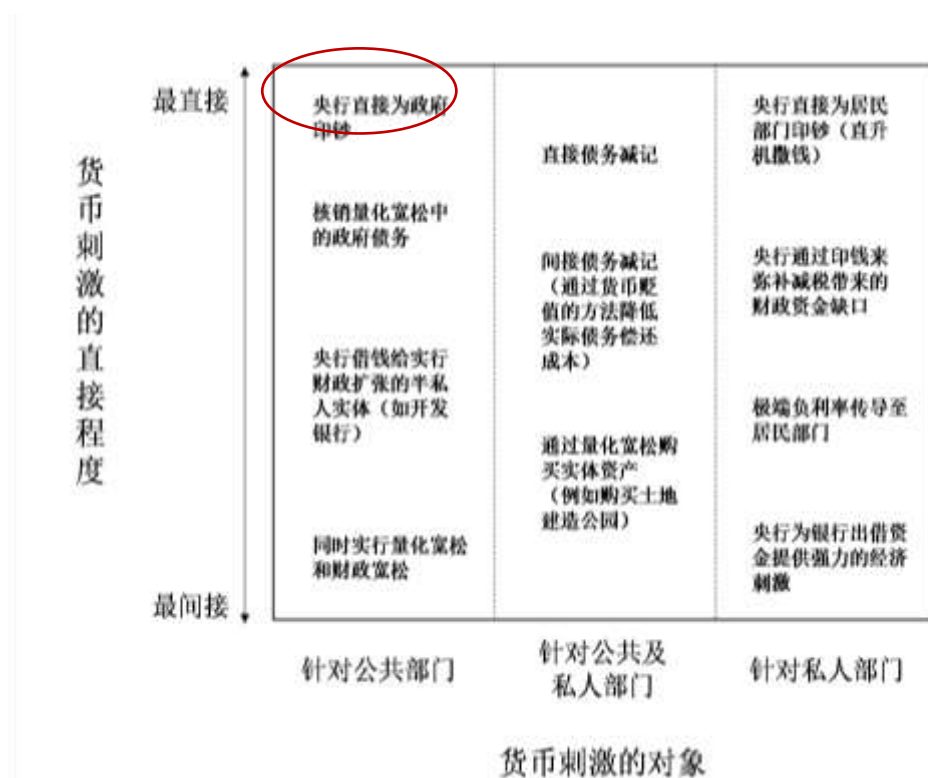 最直接
货币刺激的直接程度
最间接
央行直接为政府
印钞
核销量化宽松中
的政府债务
央行借钱给实行
财政扩张的半私
人实体（如开发
银行）
同时实行量化宽松
和财政宽松
直接债务减记
间接债务减记
（通过货币贬
值的方法降低
实际债务偿还
成本）
通过量化宽松购
买实体资产
（例如购买土地
建造公园）
央行直接为居民
部门印钞（直升
机撒钱）
央行通过印钱来
弥补减税带来的
财政资金缺口
极端负利率传导至
居民部门
央行为银行出借资
金提供强力的经济
刺激
针对公共部门
针对公共及
私人部门
针对私人部门
货币刺激的对象